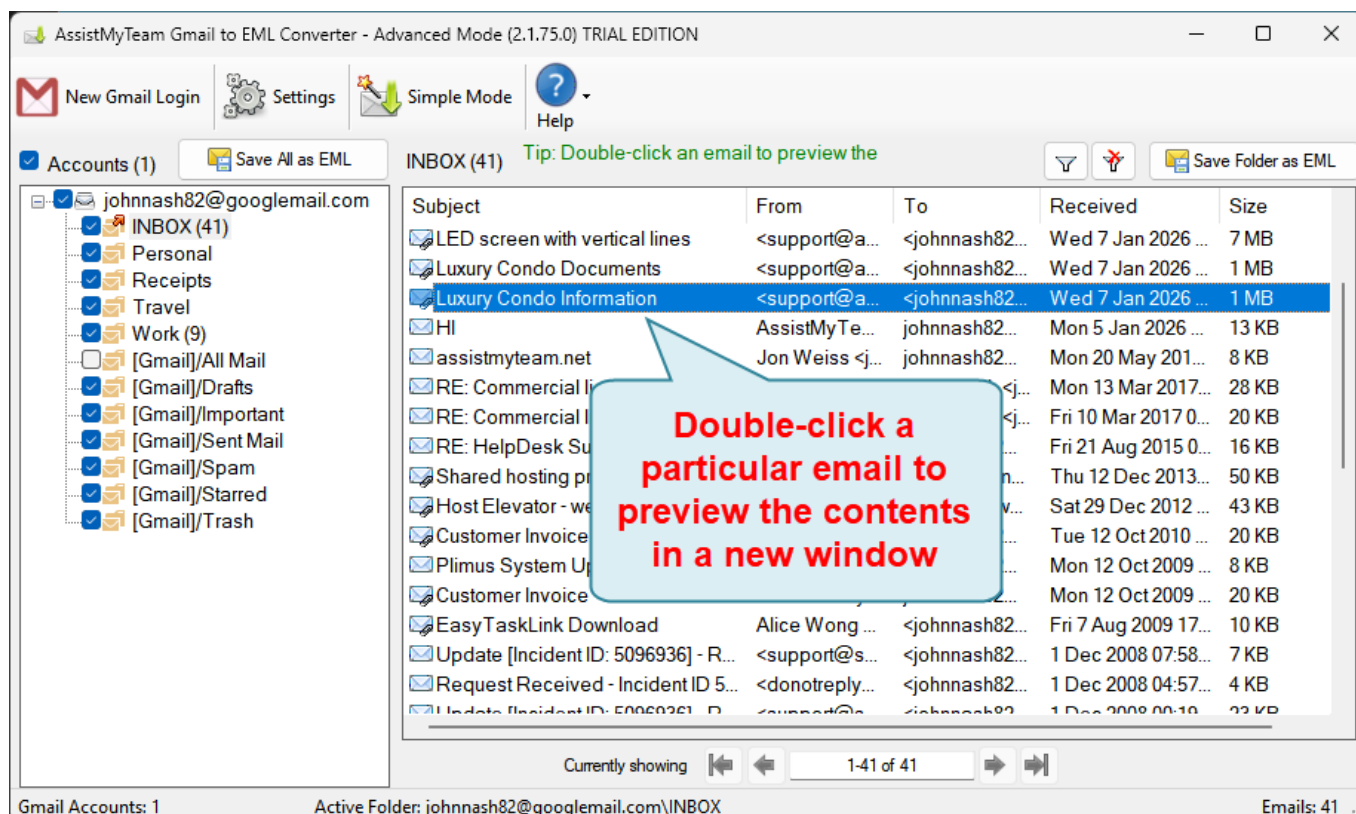 AssistMyTeam Gmail to EML Converter - Advanced Mode (2.1.75.0) TRIAL EDITION
New Gmail Login Settings Simple Mode Help
Accounts (1) Save All as EML INBOX (41) Tip: Double-click an email to preview the Save Folder as EML
johnnash82@googlemail.com
INBOX (41)
Personal
Receipts
Travel
Work (9)
[Gmail]/All Mail
[Gmail]/Drafts
[Gmail]/Important
[Gmail]/Sent Mail
[Gmail]/Spam
[Gmail]/Starred
[Gmail]/Trash
Subject From To Received Size
LED screen with vertical lines <support@a... <johnnash82... Wed 7 Jan 2026 ... 7 MB
Luxury Condo Documents <support@a... <johnnash82... Wed 7 Jan 2026 ... 1 MB
Luxury Condo Information <support@a... <johnnash82... Wed 7 Jan 2026 ... 1 MB
HI AssistMyTe... johnnash82... Mon 5 Jan 2026 ... 13 KB
assistmyteam.net Jon Weiss <j... johnnash82... Mon 20 May 201... 8 KB
RE: Commercial <j... Mon 13 Mar 2017... 28 KB
RE: Commercial <j... Fri 10 Mar 2017 0... 20 KB
RE: HelpDesk Fri 21 Aug 2015 0... 16 KB
Shared hosting Thu 12 Dec 2013... 50 KB
Host Elevator - Sat 29 Dec 2012 ... 43 KB
Customer Invoice Tue 12 Oct 2010 ... 20 KB
Plimus System Mon 12 Oct 2009 ... 8 KB
Customer Invoice Mon 12 Oct 2009 ... 20 KB
EasyTaskLink Download Alice Wong ... <johnnash82... Fri 7 Aug 2009 17... 10 KB
Update [Incident ID: 5096936] - R... <support@s... <johnnash82... 1 Dec 2008 07:58... 7 KB
Request Received - Incident ID 5... <donotreply... <johnnash82... 1 Dec 2008 04:57... 4 KB
Update [Incident ID: 5096936] - R... <support@s... <johnnash82... 1 Dec 2008 00:19... 23 KB
Double-click a
particular email to
preview the contents
in a new window
Currently showing 1-41 of 41
Gmail Accounts: 1 Active Folder: johnnash82@googlemail.com\INBOX Emails: 41